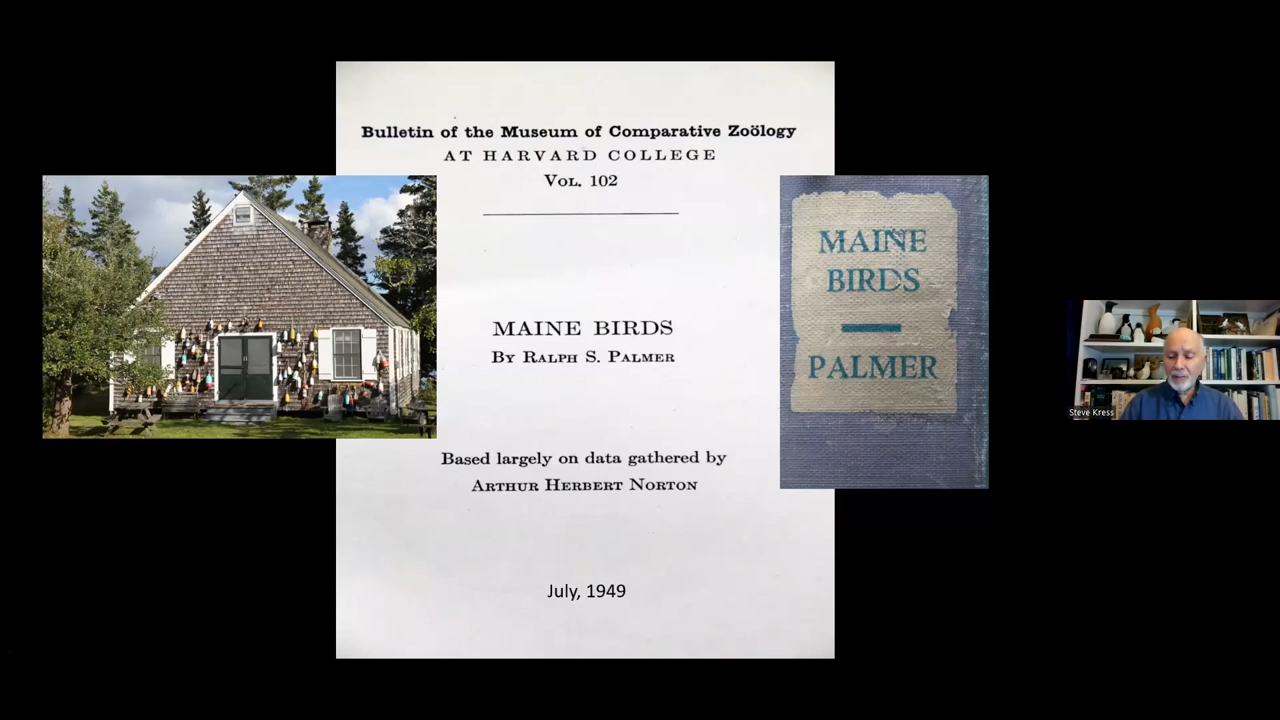 Bulletin of the Museum of Comparative Zoölogy
AT HARVARD COLLEGE
VOL. 102
MAINE BIRDS
BY RALPH S. PALMER
Based largely on data gathered by
ARTHUR HERBERT NORTON
July, 1949
MAINE
BIRDS
PALMER
Steve Kress